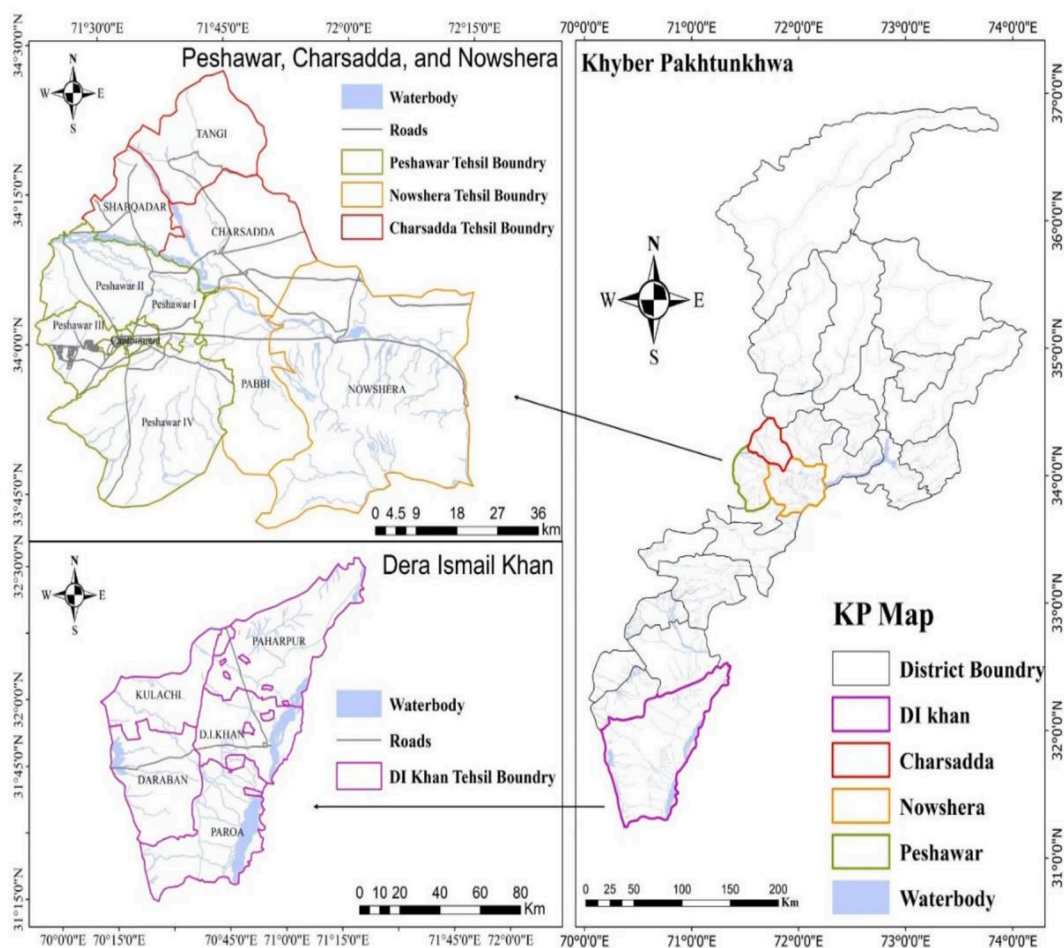 71°30'0"E 71°45'0"E 72°0'0"E 72°15'0"E
34°30'0"N
34°15'0"N
34°0'0"N
33°45'0"N
Peshawar, Charsadda, and Nowshera
N
W E
S
Waterbody
Roads
Peshawar Tehsil Boundry
Nowshera Tehsil Boundry
Charsadda Tehsil Boundry
TANGI
SHABQADAR
CHARSADDA
Peshawar II
Peshawar I
Peshawar III
Cantonment
PABBI
NOWSHERA
Peshawar IV
0 4.5 9 18 27 36
km
Dera Ismail Khan
N
W E
S
32°30'0"N
32°0'0"N
31°45'0"N
31°15'0"N
PAHARPUR
KULACHI
D.I.KHAN
DARABAN
PAROA
Waterbody
Roads
DI Khan Tehsil Boundry
0 10 20 40 60 80
Km
70°0'0"E 70°15'0"E 70°45'0"E 71°0'0"E 71°15'0"E 71°45'0"E 72°0'0"E
70°0'0"E 71°0'0"E 72°0'0"E 73°0'0"E 74°0'0"E
Khyber Pakhtunkhwa
N
W E
S
37°0'0"N
36°0'0"N
35°0'0"N
34°0'0"N
33°0'0"N
32°0'0"N
31°0'0"N
KP Map
District Boundry
DI khan
Charsadda
Nowshera
Peshawar
Waterbody
0 25 50 100 150 200
Km
70°0'0"E 71°0'0"E 72°0'0"E 73°0'0"E 74°0'0"E